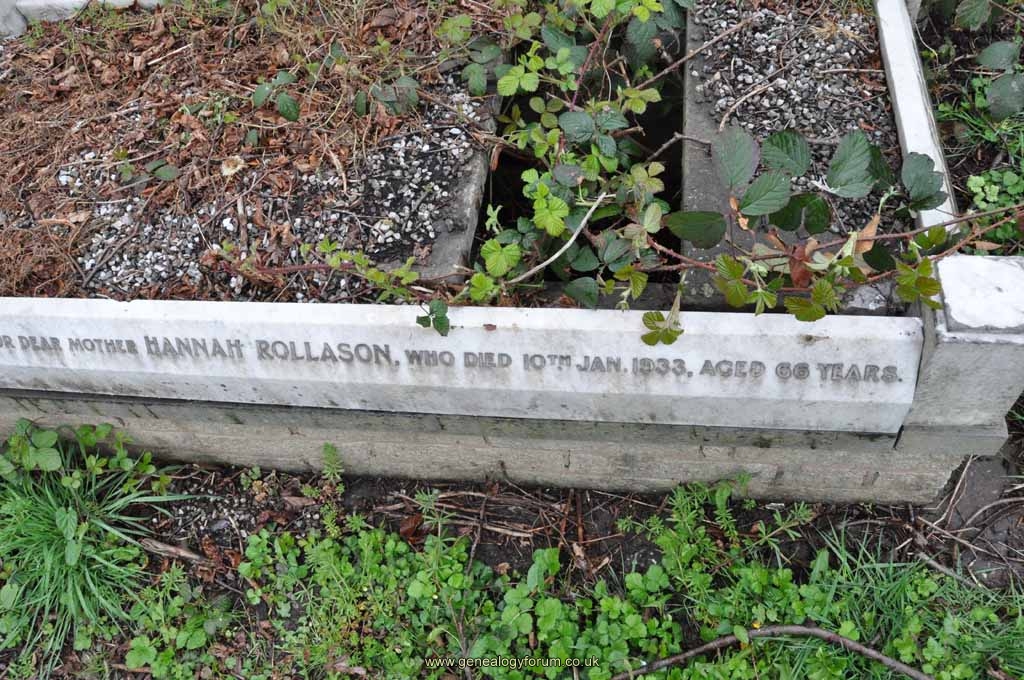 DEAR MOTHER HANNAH ROLLASON, WHO DIED 10TH JAN. 1933, AGED 66 YEARS.
www.genealogyforum.co.uk